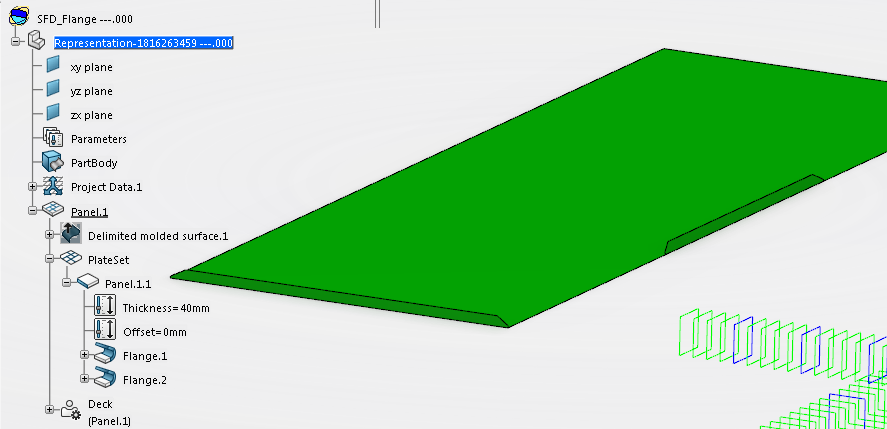 SFD_Flange ---.000
Representation-1816263459 ---.000
xy plane
yz plane
zx plane
Parameters
PartBody
Project Data.1
Panel.1
Delimited molded surface.1
PlateSet
Panel.1.1
Thickness=40mm
Offset=0mm
Flange.1
Flange.2
Deck
(Panel.1)